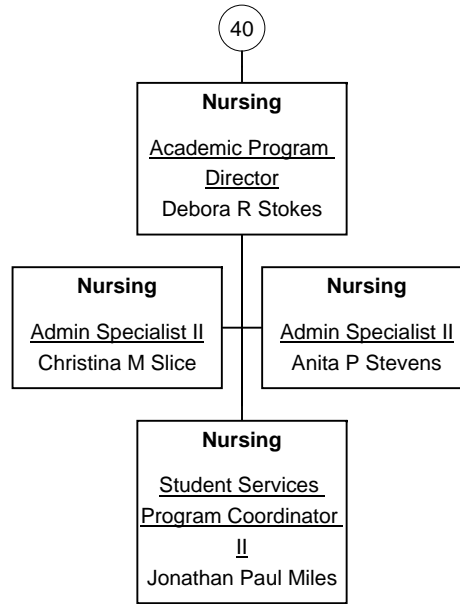 40
Nursing
Academic Program
Director
Debora R Stokes
Nursing
Admin Specialist II
Christina M Slice
Nursing
Admin Specialist II
Anita P Stevens
Nursing
Student Services
Program Coordinator
II
Jonathan Paul Miles